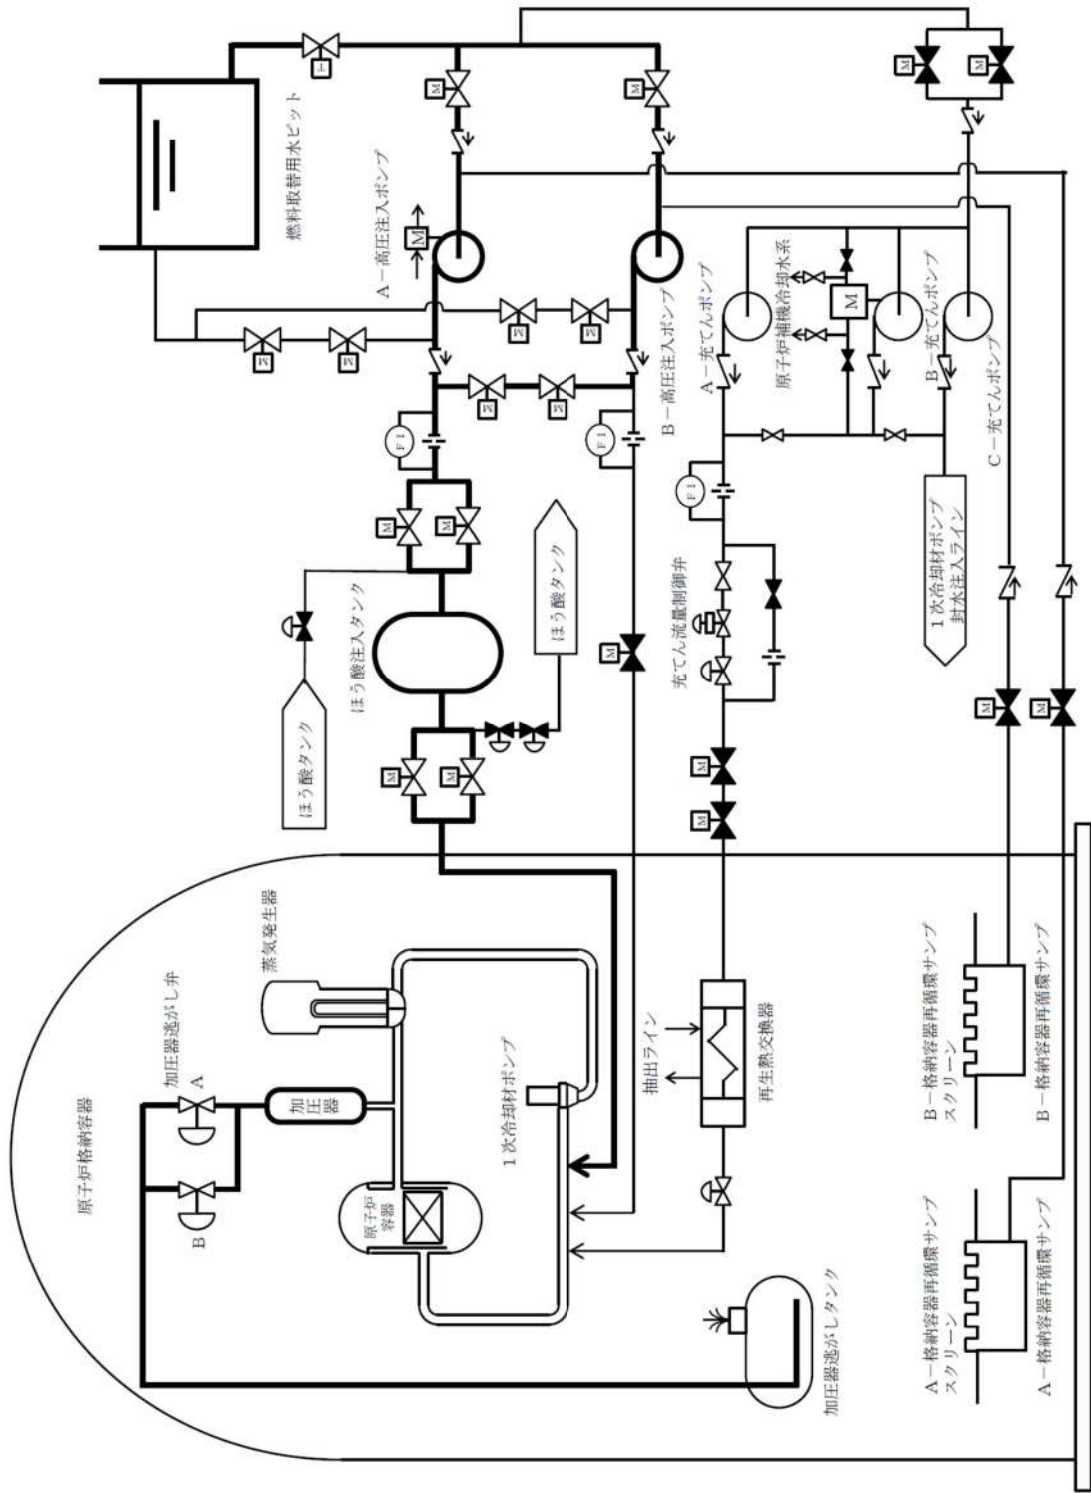 原子炉格納容器
加圧器逃がし弁
A
B
蒸気発生器
加圧器
原子炉
容器
1次冷却材ポンプ
加圧器逃がしタンク
抽出ライン
再生熱交換器
A－格納容器再循環サンプ
スクリーン
A－格納容器再循環サンプ
B－格納容器再循環サンプ
スクリーン
B－格納容器再循環サンプ
ほう酸タンク
ほう酸注入タンク
ほう酸タンク
M
M
M
M
M
M
M
M
M
充てん流量制御弁
1次冷却材ポンプ
封水注入ライン
FI
FI
FI
燃料取替用水ピット
T
A－高圧注入ポンプ
M
B－高圧注入ポンプ
M
M
M
M
M
M
M
M
A－充てんポンプ
原子炉補機冷却水系
M
B－充てんポンプ
C－充てんポンプ
M
M